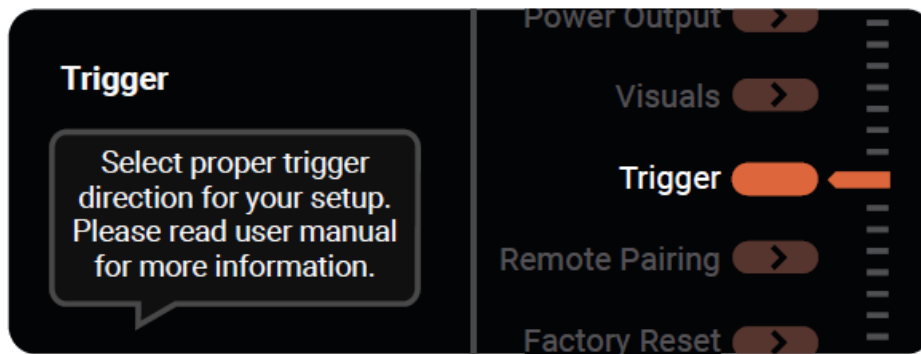 Trigger
Select proper trigger
direction for your setup.
Please read user manual
for more information.
Power Output
Visuals
Trigger
Remote Pairing
Factory Reset